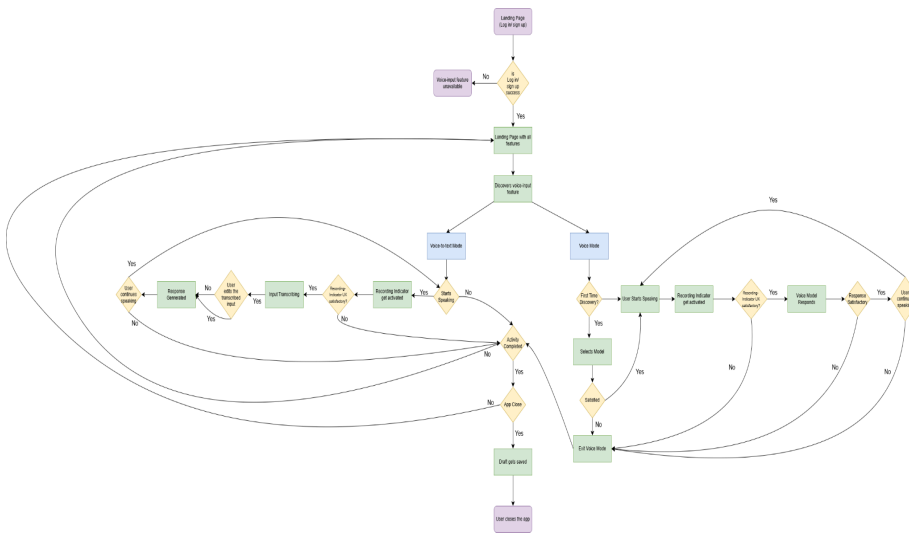 Landing Page
(Log in/ sign up)
Is
Log in/
sign up
success
No
Voice-input feature
unavailable
Yes
Landing Page with all
features
Discovers voice-input
feature
Voice-to-text Mode
Voice Mode
Starts
Speaking
Yes
No
Recording Indicator
get activated
Recording
Indicator UX
satisfactory?
Yes
No
Input Transcribing
Yes
User
edits the
transcribed
input
No
Yes
Response
Generated
User
continue
speaking
Yes
No
First Time
Discovery?
Yes
Selects Model
Satisfied
Yes
No
Exit Voice Mode
User Starts Speaking
Recording Indicator
get activated
Recording
Indicator UX
satisfactory?
Yes
No
Voice Model
Responds
Response
Satisfactory
Yes
No
User
Yes
No
Activity
Completed
No
Yes
App Close
No
Yes
Draft gets saved
User closes the app